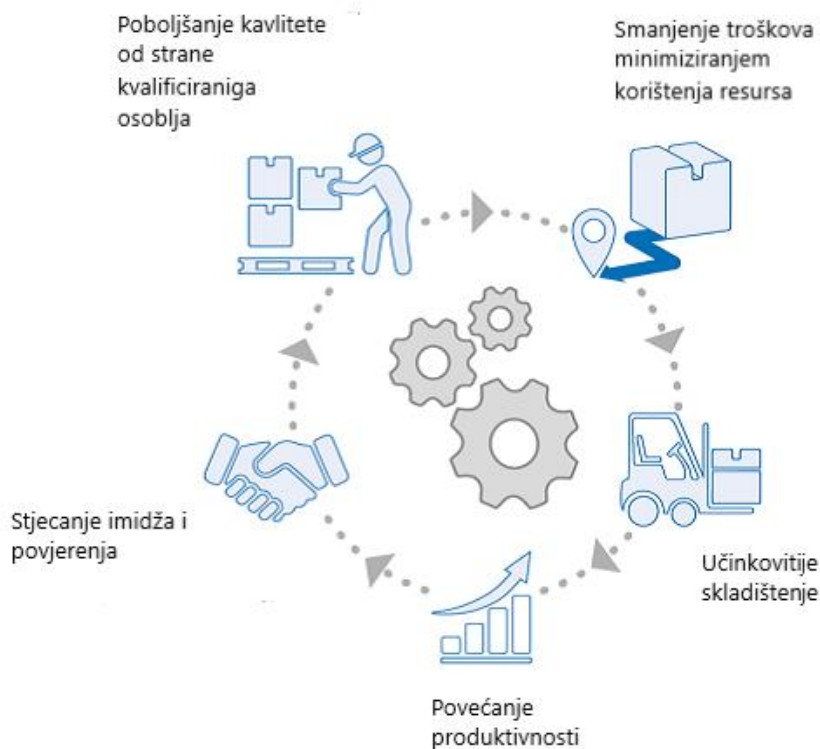 Poboljšanje kavlitete
od strane
kvalificiraniga
osoblja
Smanjenje troškova
minimiziranjem
korištenja resursa
Učinkovitije
skladištenje
Povećanje
produktivnosti
Stjecanje imidža i
povjerenja